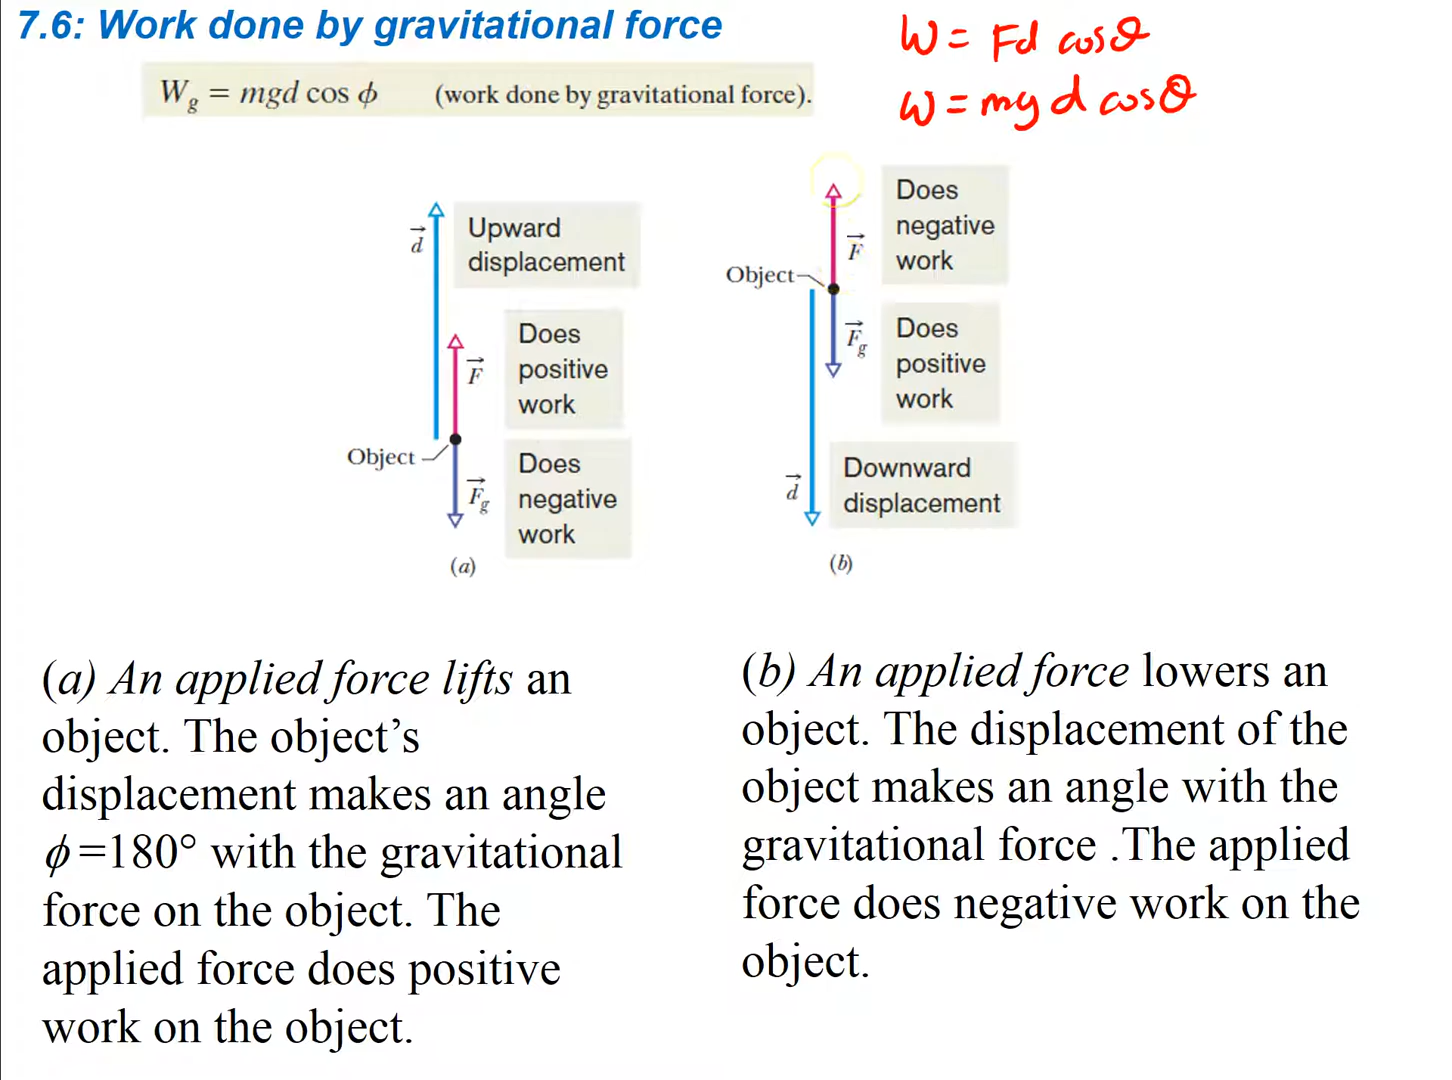 7.6: Work done by gravitational force
W = Fd cosθ
W_g = mgd cos ϕ (work done by gravitational force).
W = mg d cosθ
d
Upward
displacement
F
Does
positive
work
Object
F_g
Does
negative
work
(a)
Does
negative
work
F
Object
F_g
Does
positive
work
d
Downward
displacement
(b)
(a) An applied force lifts an
object. The object’s
displacement makes an angle
ϕ=180° with the gravitational
force on the object. The
applied force does positive
work on the object.
(b) An applied force lowers an
object. The displacement of the
object makes an angle with the
gravitational force .The applied
force does negative work on the
object.